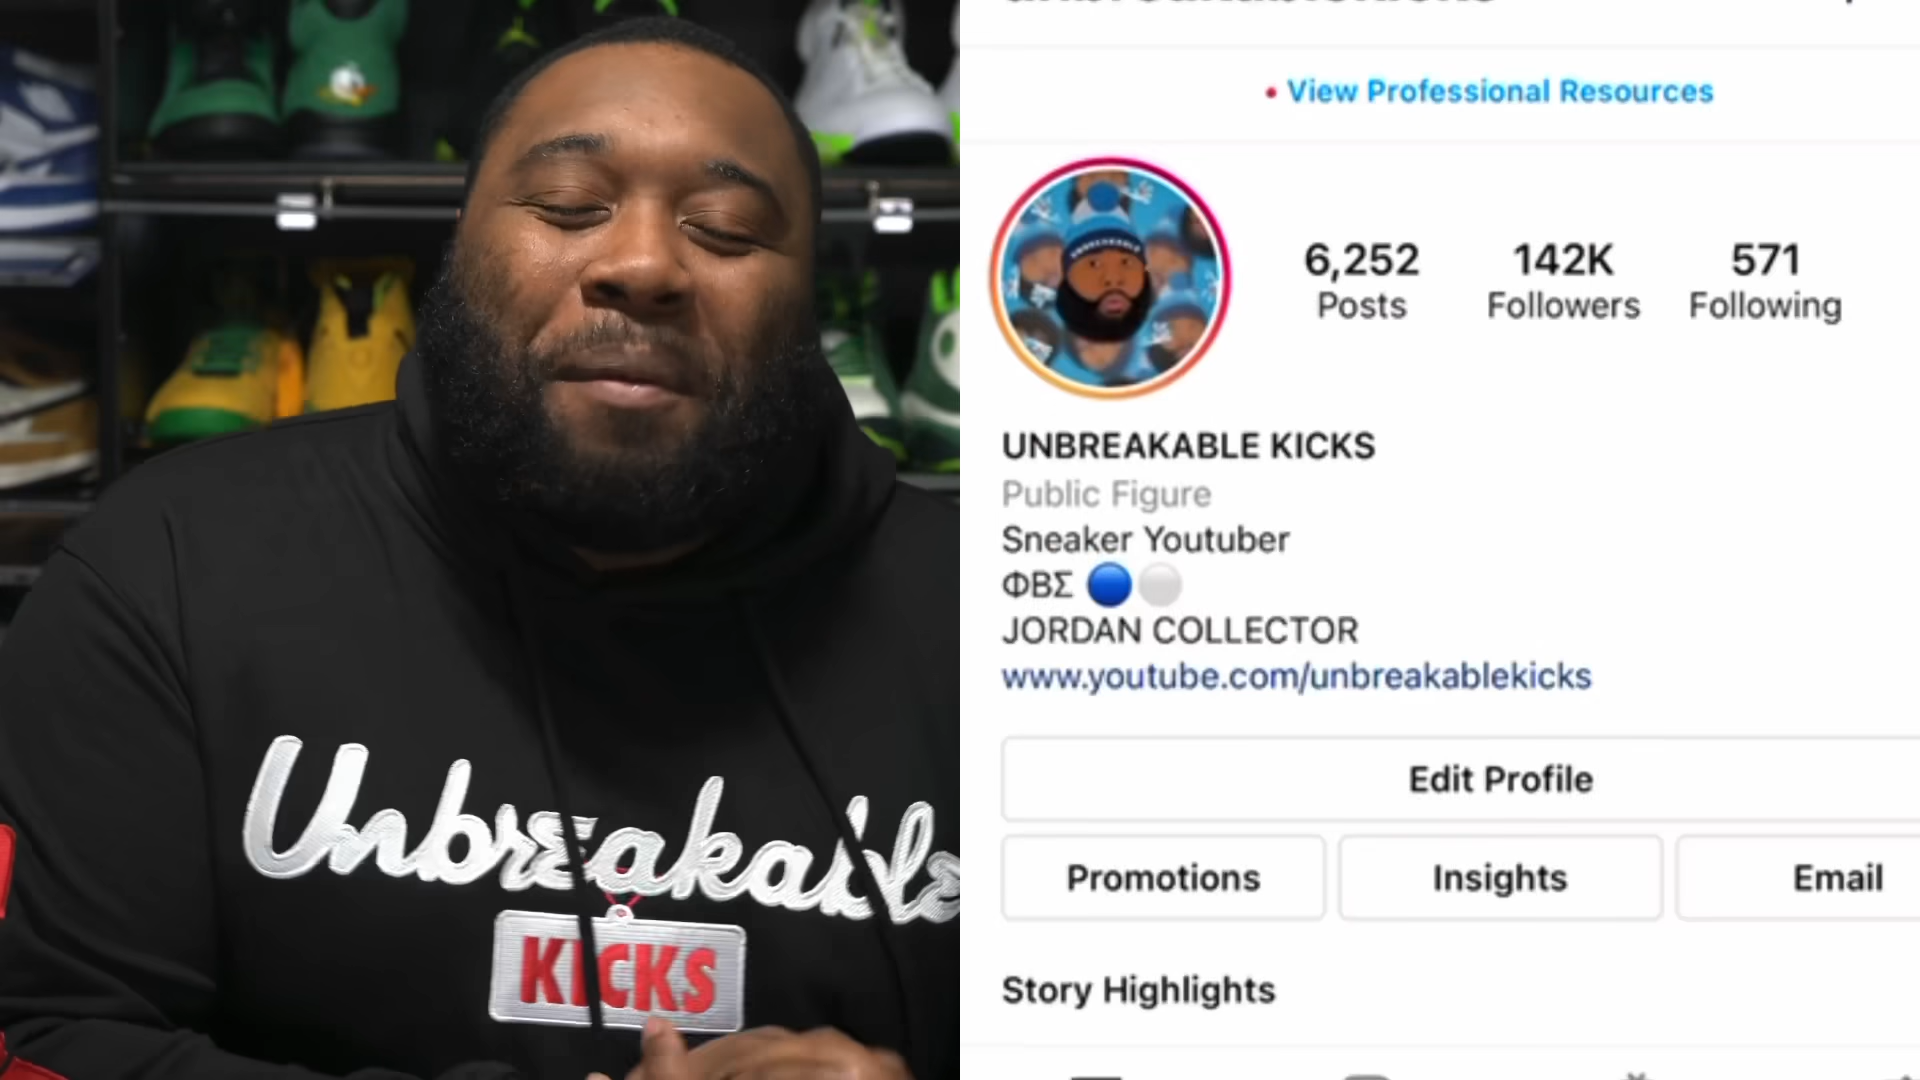 Unbreakable
KICKS
• View Professional Resources
6,252
Posts
142K
Followers
571
Following
UNBREAKABLE
UNBREAKABLE KICKS
Public Figure
Sneaker Youtuber
ΦΒΣ 🔵⚪
JORDAN COLLECTOR
www.youtube.com/unbreakablekicks
Edit Profile
Promotions
Insights
Email
Story Highlights